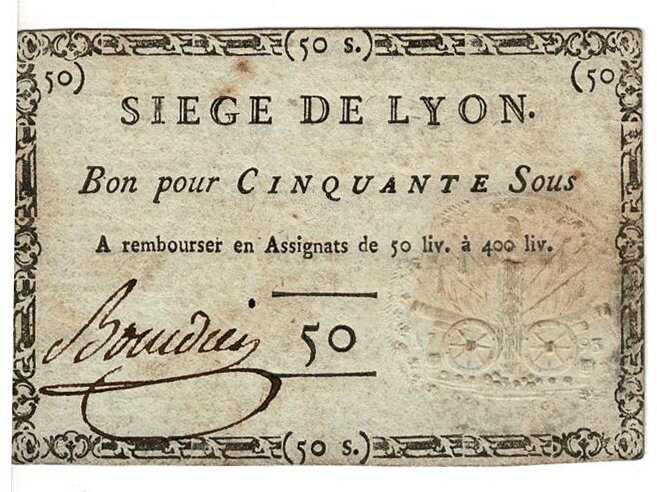 (50 s.)
50) (50
SIEGE DE LYON.
Bon pour CINQUANTE Sous
A rembourser en Assignats de 50 liv. à 400 liv.
50
(50 s.)